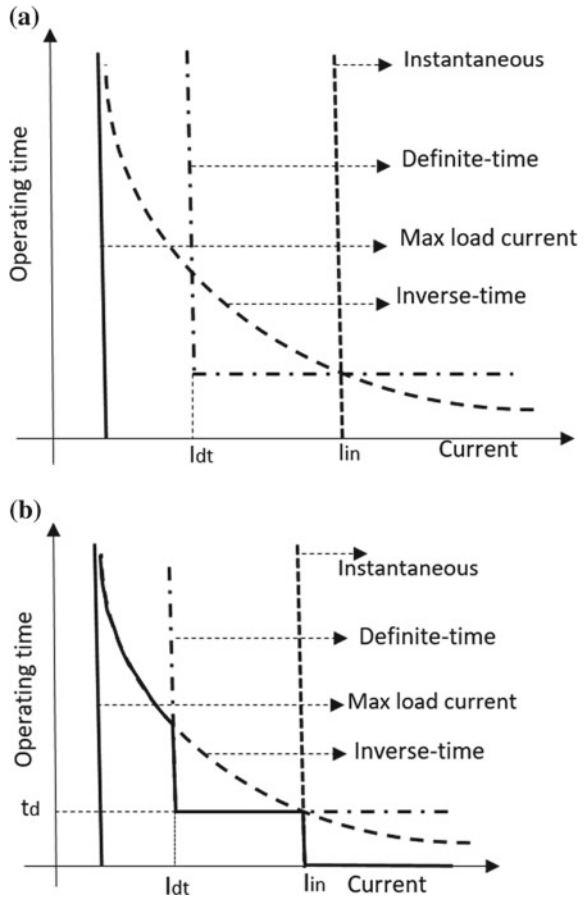 (a)
Instantaneous
Definite-time
Max load current
Inverse-time
Operating time
Idt
Iin
Current
(b)
Instantaneous
Definite-time
Max load current
Inverse-time
Operating time
td
Idt
Iin
Current